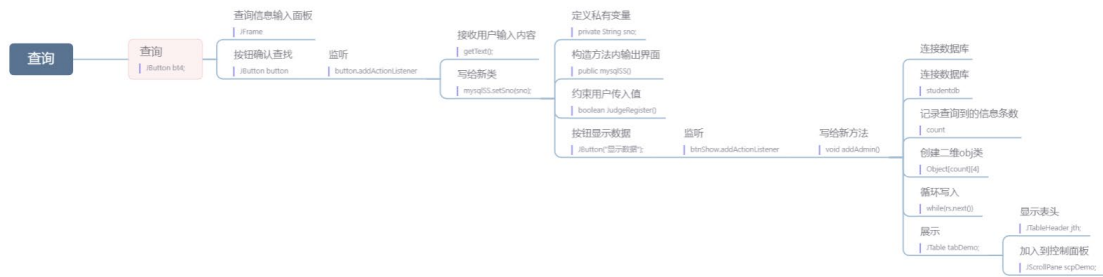 查询
查询
JButton bt4;
查询信息输入面板
JFrame
按钮确认查找
JButton button
监听
button.addActionListener
接收用户输入内容
getText();
写给新类
mysqlSS.setSno(sno);
定义私有变量
private String sno;
构造方法内输出界面
public mysqlSS()
约束用户传入值
boolean JudgeRegister()
按钮显示数据
JButton("显示数据");
监听
btnShow.addActionListener
写给新方法
void addAdmin()
连接数据库
连接数据库
studentdb
记录查询到的信息条数
count
创建二维obj类
Object[count][4]
循环写入
while(rs.next())
展示
JTable tabDemo;
显示表头
JTableHeader jth;
加入到控制面板
JScrollPane scpDemo;